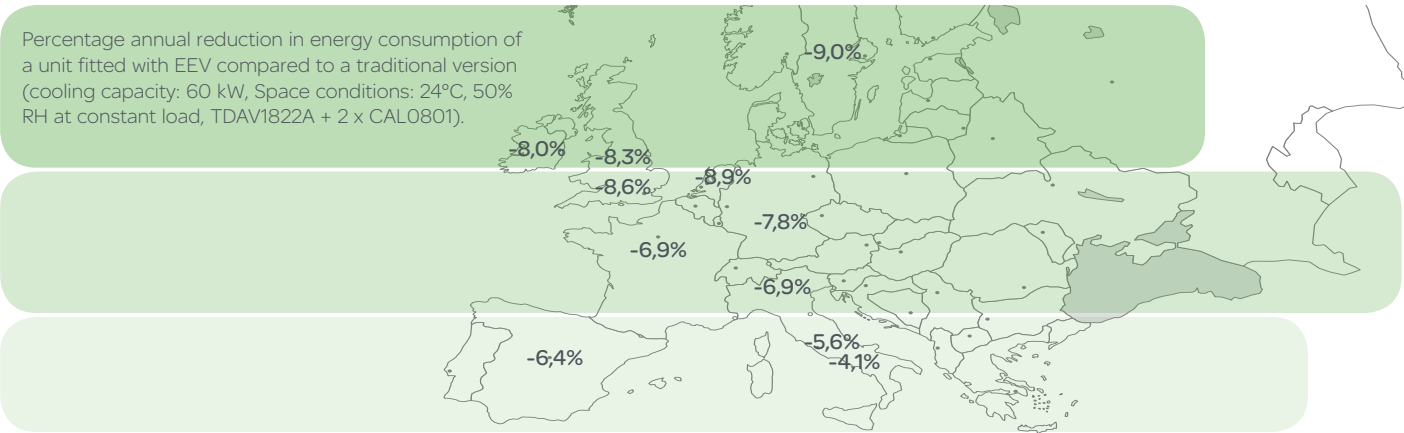 Percentage annual reduction in energy consumption of
a unit fitted with EEV compared to a traditional version
(cooling capacity: 60 kW, Space conditions: 24°C, 50%
RH at constant load, TDAV1822A + 2 x CAL0801).
-9,0%
-8,0%
-8,3%
-8,9%
-8,6%
-7,8%
-6,9%
-6,9%
-5,6%
-6,4%
-4,1%